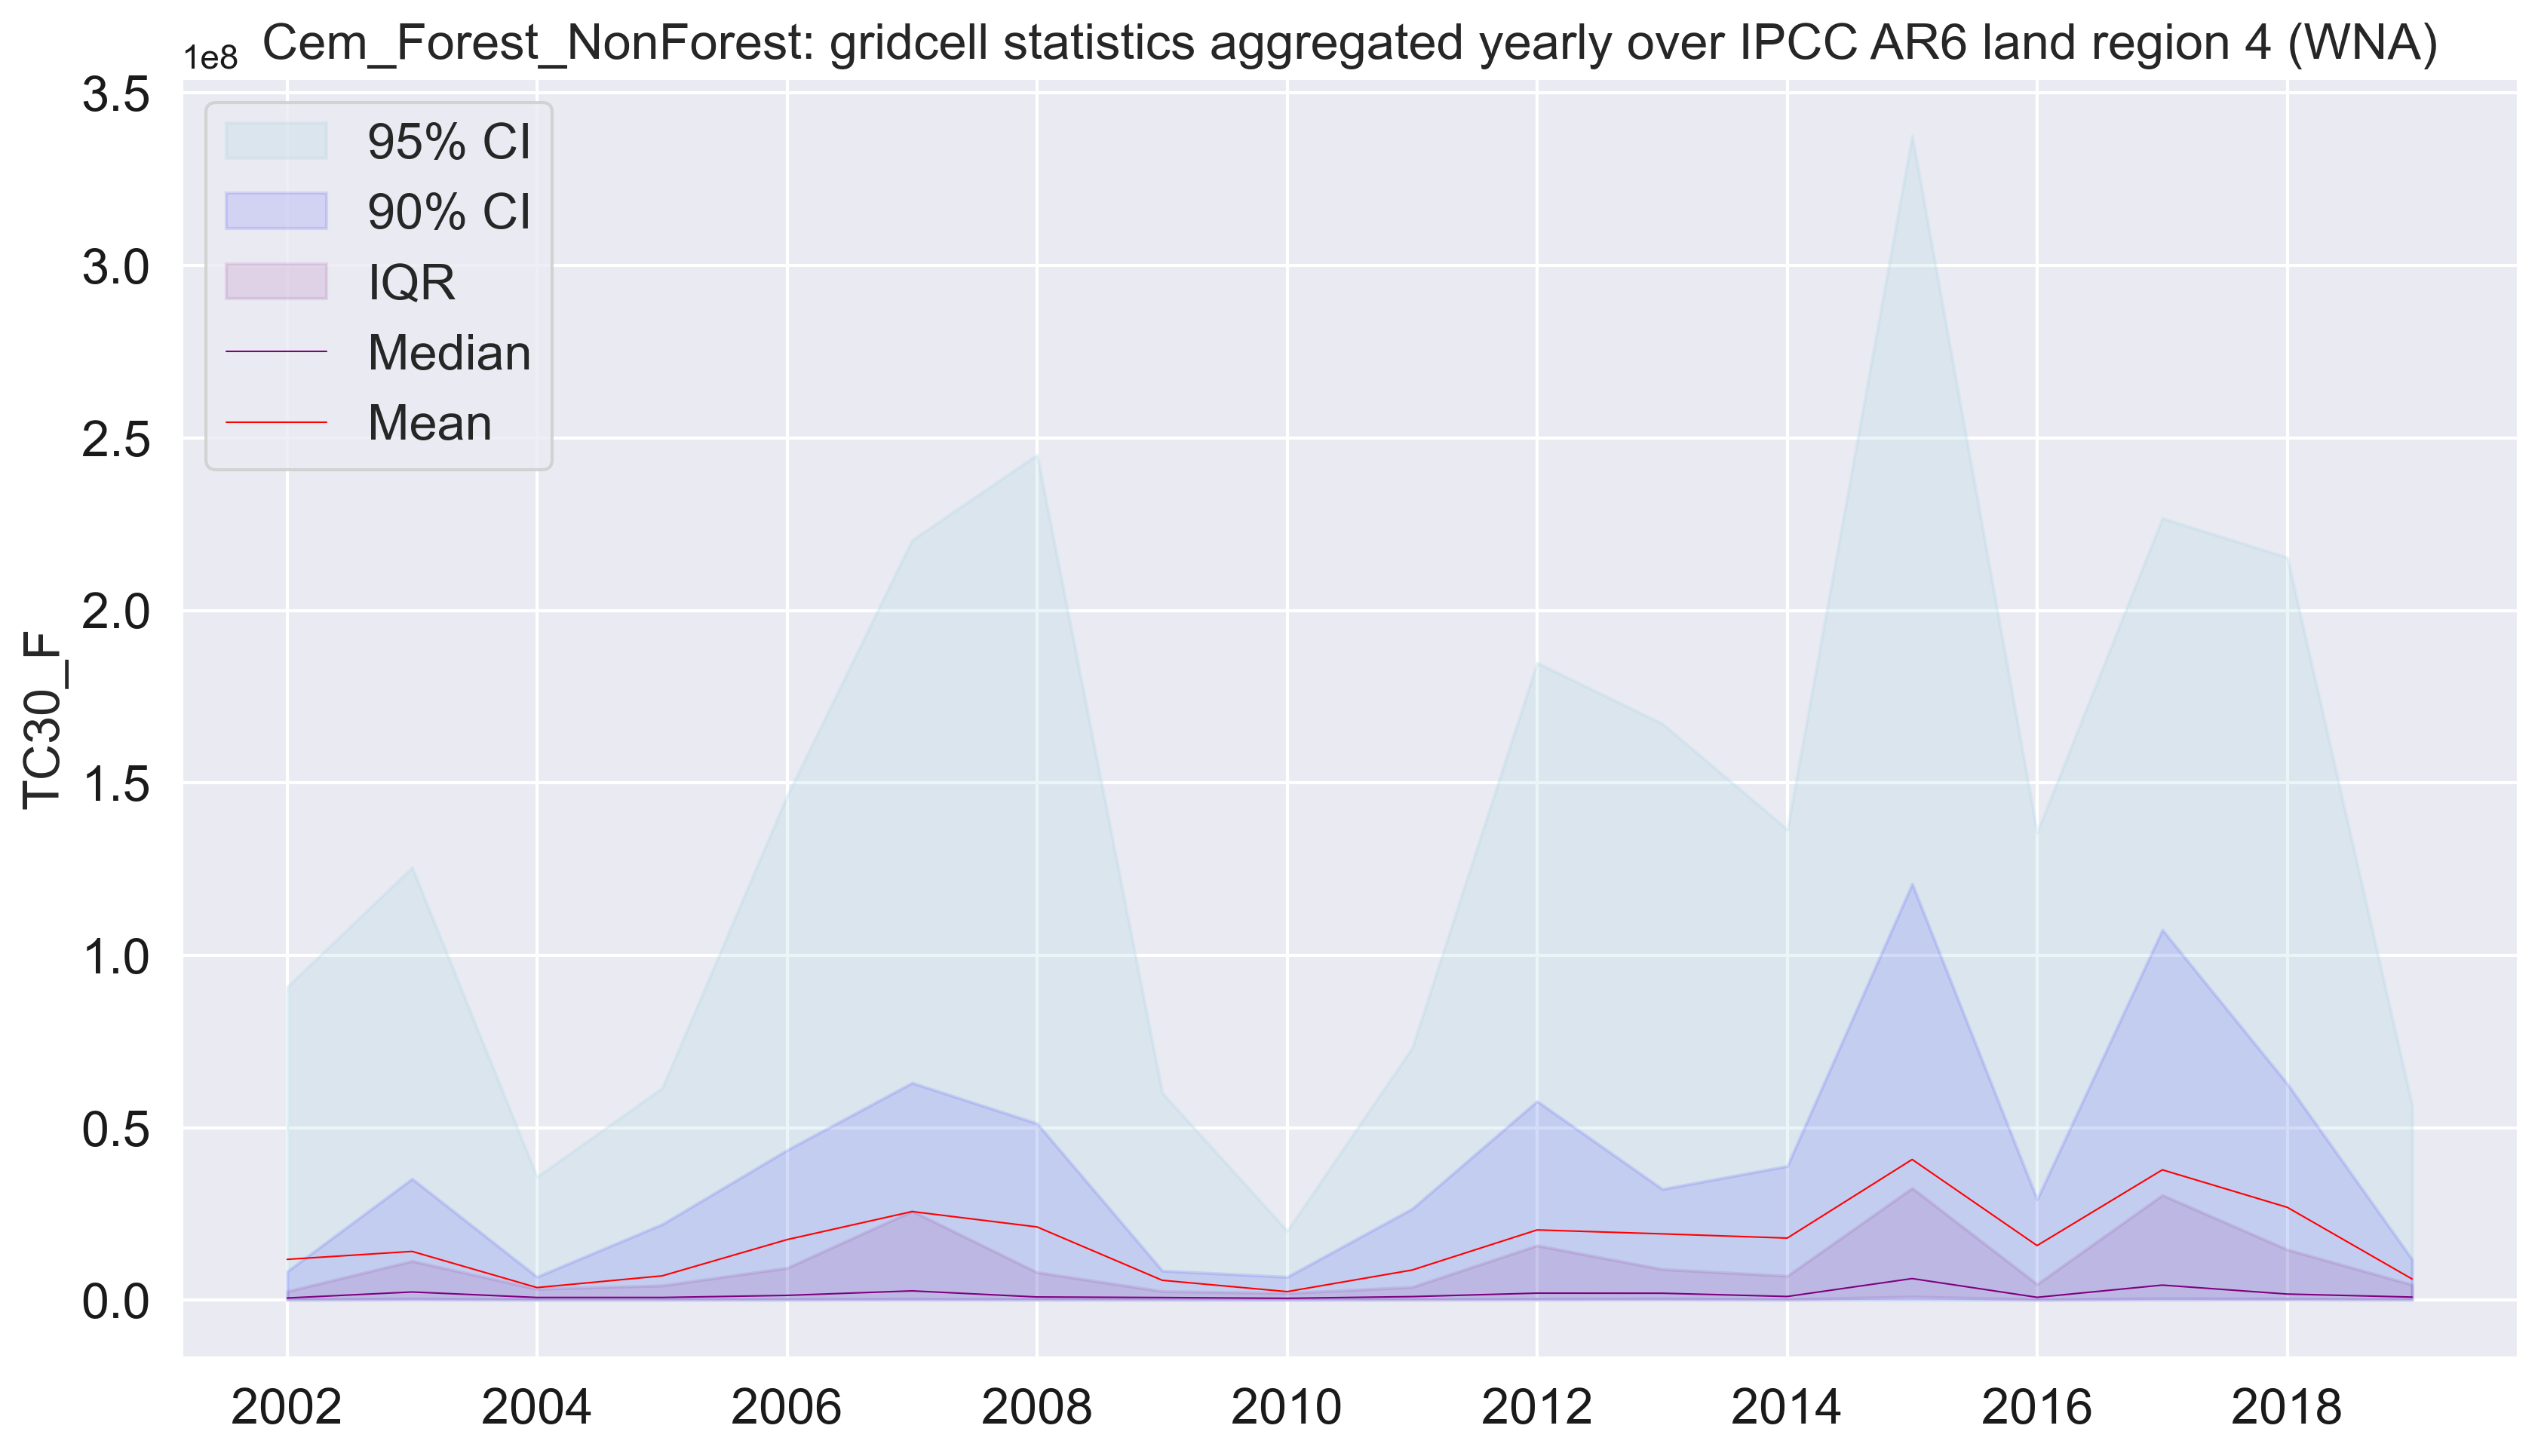 Cem_Forest_NonForest: gridcell statistics aggregated yearly over IPCC AR6 land region 4 (WNA)
1e8
3.5
3.0
2.5
2.0
1.5
1.0
0.5
0.0
TC30_F
95% CI
90% CI
IQR
Median
Mean
2002 2004 2006 2008 2010 2012 2014 2016 2018